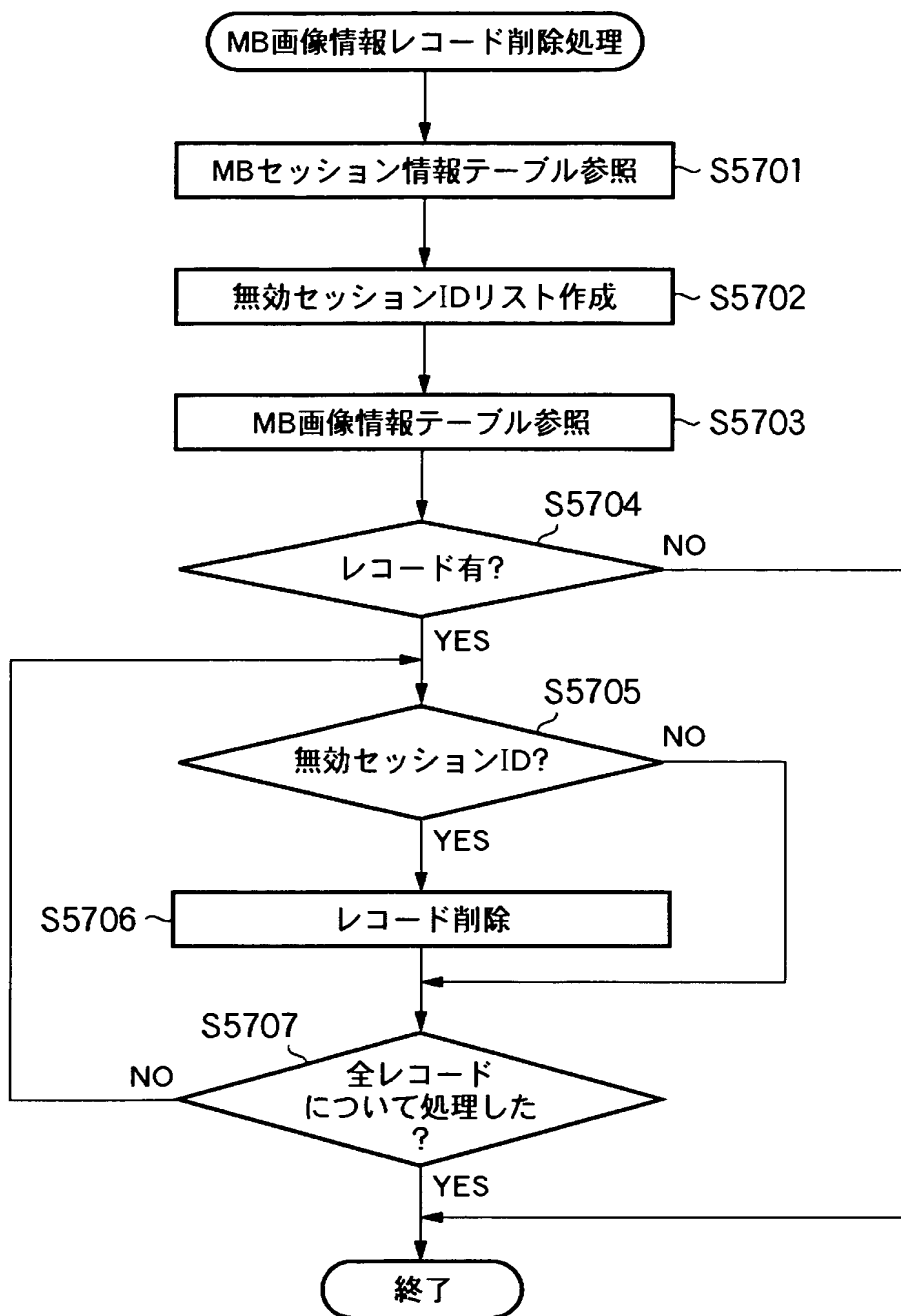 MB画像情報レコード削除処理
MBセッション情報テーブル参照
S5701
無効セッションIDリスト作成
S5702
MB画像情報テーブル参照
S5703
S5704
レコード有?
NO
YES
S5705
無効セッションID?
NO
YES
S5706
レコード削除
S5707
全レコード
について処理した
?
NO
YES
終了